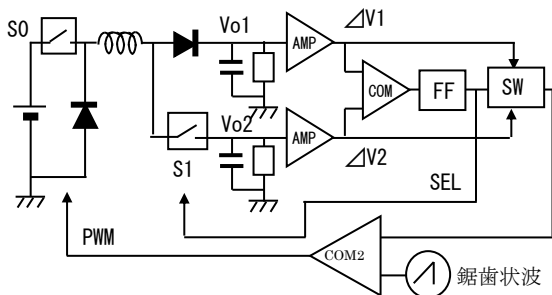 S0
Vo1
AMP
⊿V1
COM
FF
SW
Vo2
AMP
⊿V2
S1
SEL
PWM
COM2
鋸歯状波